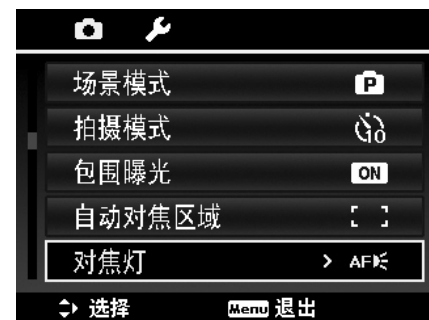 场景模式 P
拍摄模式
包围曝光 ON
自动对焦区域 [ ]
对焦灯 > AF
选择 Menu 退出